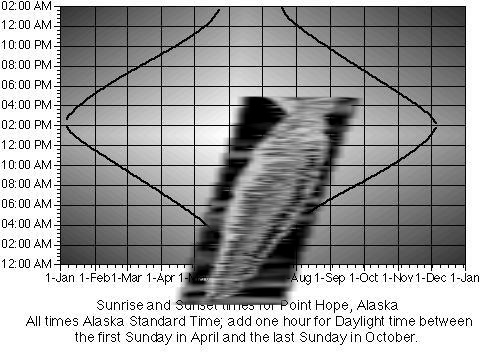 02:00 AM
12:00 AM
10:00 PM
08:00 PM
06:00 PM
04:00 PM
02:00 PM
12:00 PM
10:00 AM
08:00 AM
06:00 AM
04:00 AM
02:00 AM
12:00 AM
1-Jan 1-Feb 1-Mar 1-Apr 1-Aug 1-Sep 1-Oct 1-Nov 1-Dec 1-Jan
Sunrise and Sunset times for Point Hope, Alaska
All times Alaska Standard Time; add one hour for Daylight time between
the first Sunday in April and the last Sunday in October.